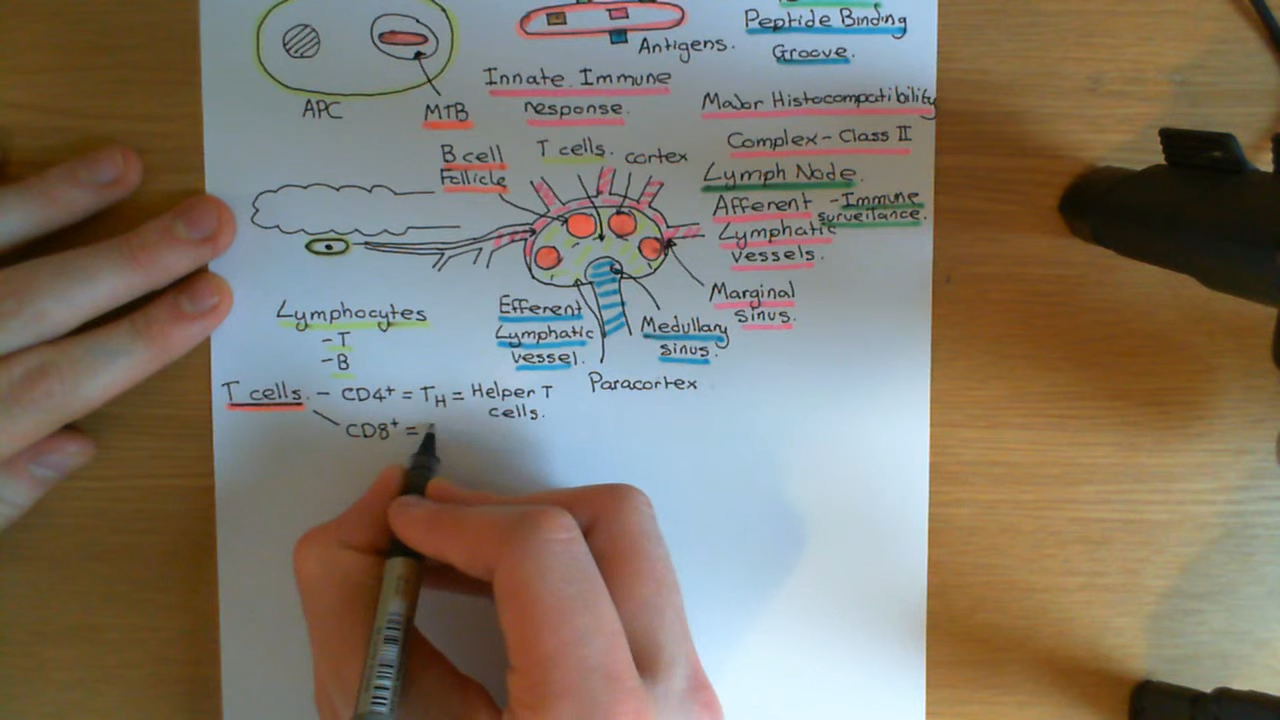 Peptide Binding
Groove.
Antigens.
Innate Immune
response.
APC
MTB
Major Histocompatibility
Complex - Class II
B cell
Follicle
T cells.
cortex
Lymph Node.
Afferent
Lymphatic
vessels.
- Immune
surveilance.
Marginal
sinus.
Efferent
Lymphatic
vessel.
Medullary
sinus.
Paracortex
Lymphocytes
- T
- B
T cells. - CD4+ = TH = Helper T
cells.
CD8+ =